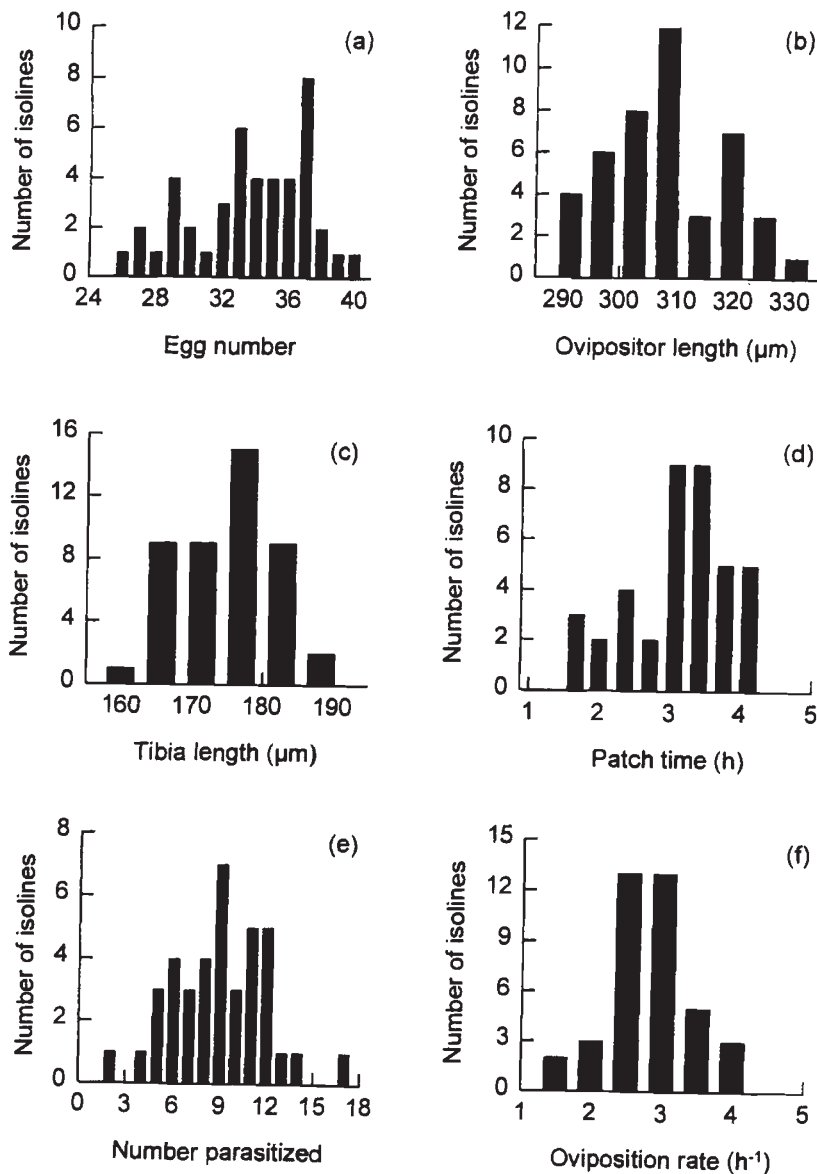 (a)
Number of isolines
10
8
6
4
2
0
24 28 32 36 40
Egg number
(b)
Number of isolines
12
10
8
6
4
2
0
290 300 310 320 330
Ovipositor length (µm)
(c)
Number of isolines
16
12
8
4
0
160 170 180 190
Tibia length (µm)
(d)
Number of isolines
10
8
6
4
2
0
1 2 3 4 5
Patch time (h)
(e)
Number of isolines
8
6
4
2
0
0 3 6 9 12 15 18
Number parasitized
(f)
Number of isolines
15
12
9
6
3
0
1 2 3 4 5
Oviposition rate (h⁻¹)